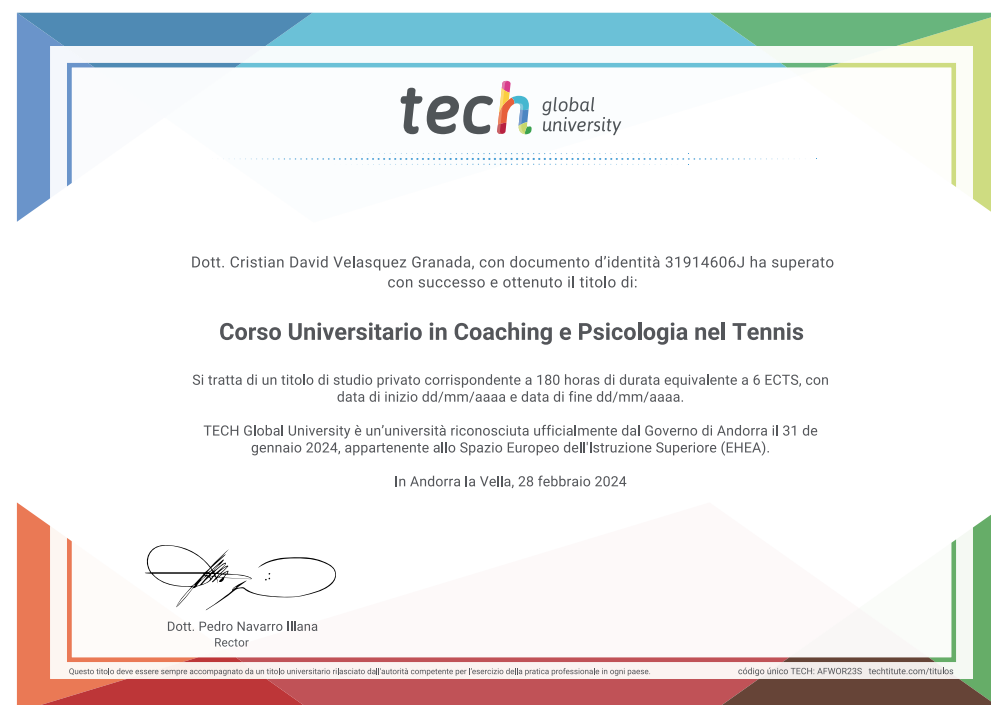 tech global university
Dott. Cristian David Velasquez Granada, con documento d'identità 31914606J ha superato
con successo e ottenuto il titolo di:
Corso Universitario in Coaching e Psicologia nel Tennis
Si tratta di un titolo di studio privato corrispondente a 180 horas di durata equivalente a 6 ECTS, con
data di inizio dd/mm/aaaa e data di fine dd/mm/aaaa.
TECH Global University è un'università riconosciuta ufficialmente dal Governo di Andorra il 31 de
gennaio 2024, appartenente allo Spazio Europeo dell'Istruzione Superiore (EHEA).
In Andorra la Vella, 28 febbraio 2024
Dott. Pedro Navarro Illana
Rector
Questo titolo deve essere sempre accompagnato da un titolo universitario rilasciato dall'autorità competente per l'esercizio della pratica professionale in ogni paese.
código único TECH: AFWOR23S techtitute.com/titulos